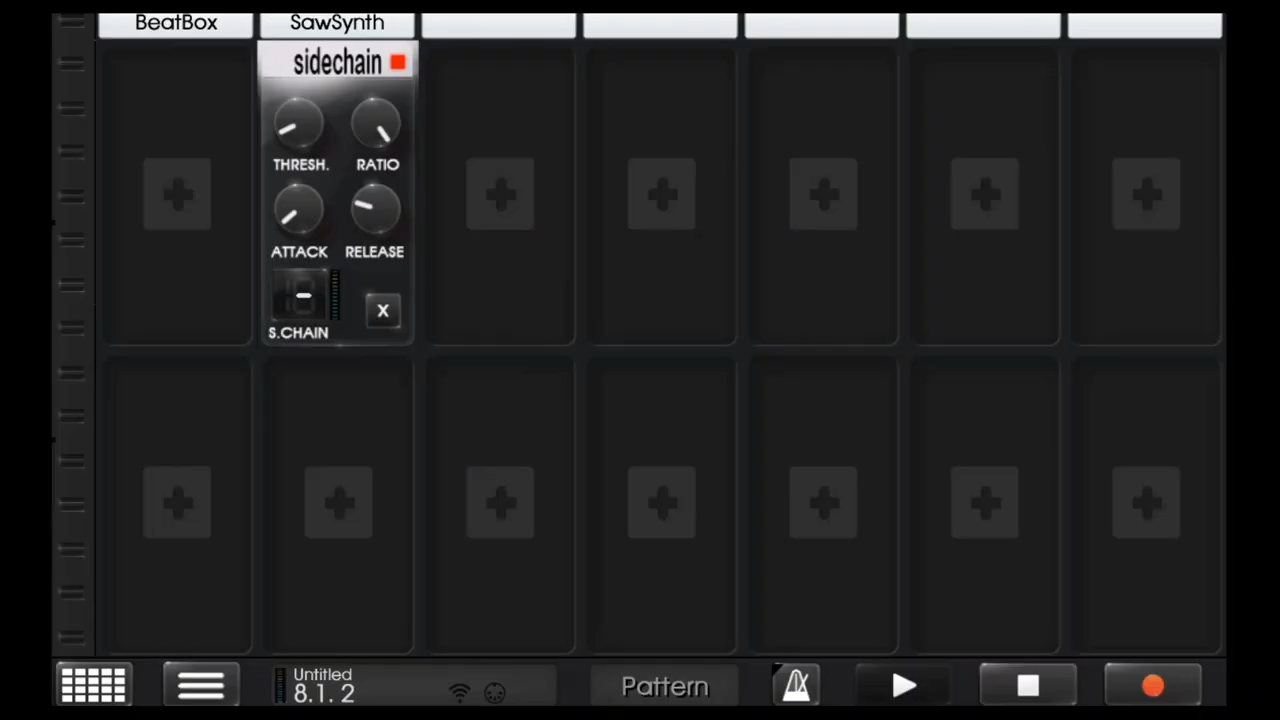 BeatBox
SawSynth
sidechain
THRESH.
RATIO
ATTACK
RELEASE
-
X
S.CHAIN
Untitled
8.1. 2
Pattern